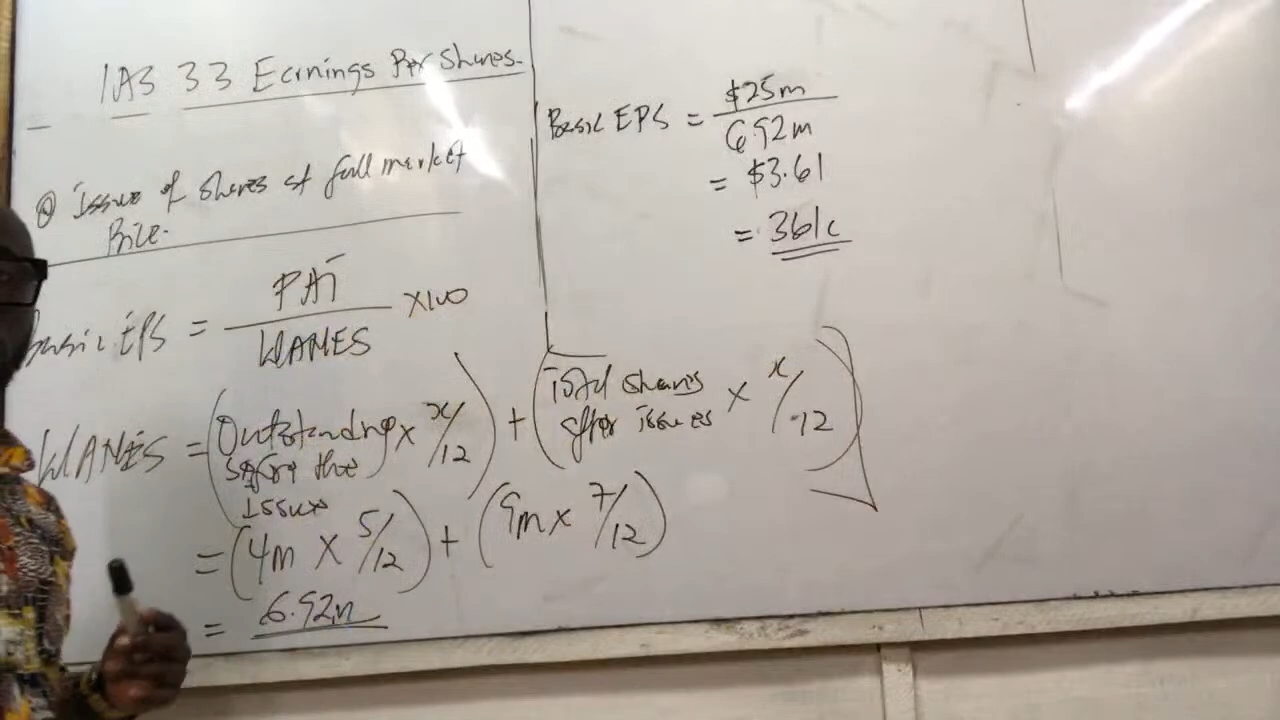 IAS 33 Earnings Per Shares.
@ issue of shares at full market
Price.
Basic EPS = PAT / WANES ×100
WANES = (Outstanding before the issues × x/12) + (Total shares after issues × x/12)
= (4m × 5/12) + (9m × 7/12)
= 6.92m
Basic EPS = $25m / 6.92m
= $3.61
= 361c